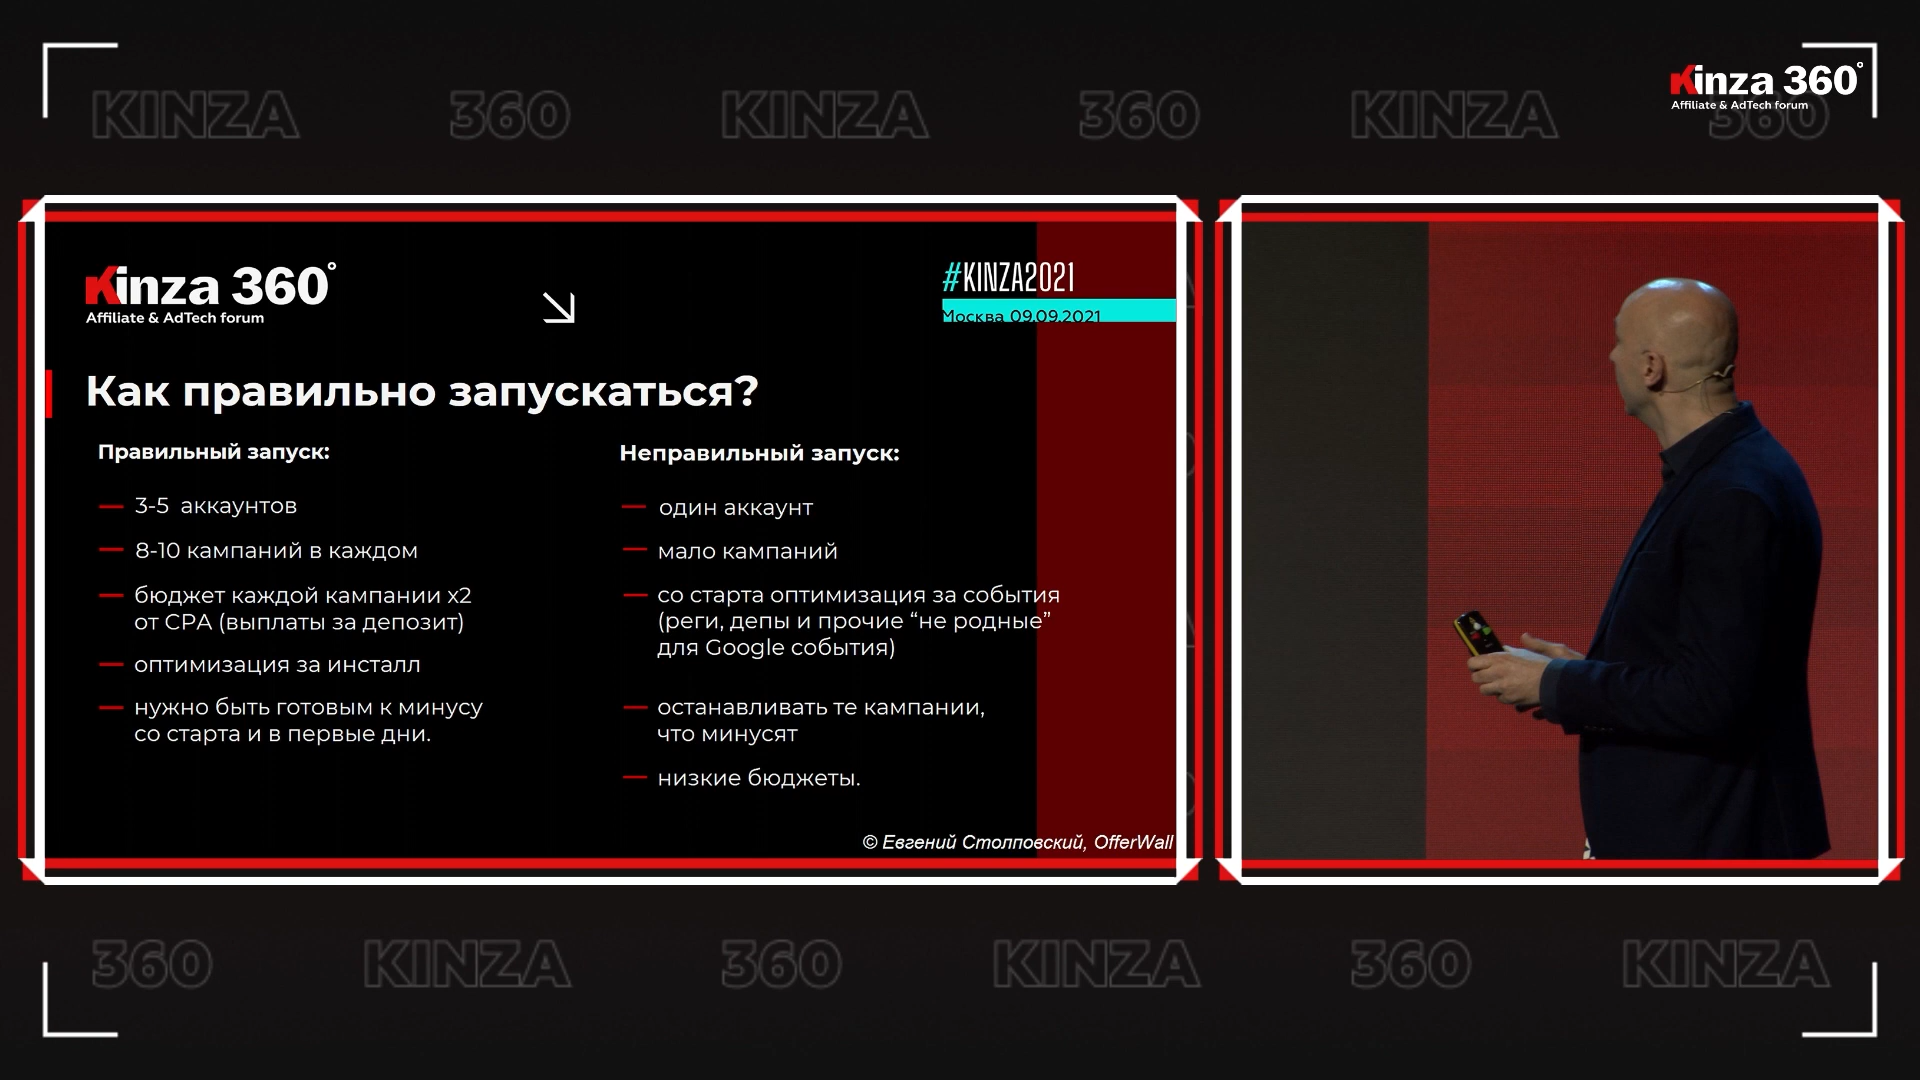 KINZA 360 KINZA 360 KINZA 360
Kinza 360°
Affiliate & AdTech forum
Kinza 360°
Affiliate & AdTech forum
#KINZA2021
Москва 09.09.2021
Как правильно запускаться?
Правильный запуск:
— 3-5 аккаунтов
— 8-10 кампаний в каждом
— бюджет каждой кампании x2
от CPA (выплаты за депозит)
— оптимизация за инсталл
— нужно быть готовым к минусу
со старта и в первые дни.
Неправильный запуск:
— один аккаунт
— мало кампаний
— со старта оптимизация за события
(реги, депы и прочие “не родные”
для Google события)
— останавливать те кампании,
что минусят
— низкие бюджеты.
© Евгений Столповский, OfferWall
360 KINZA 360 KINZA 360 KINZA